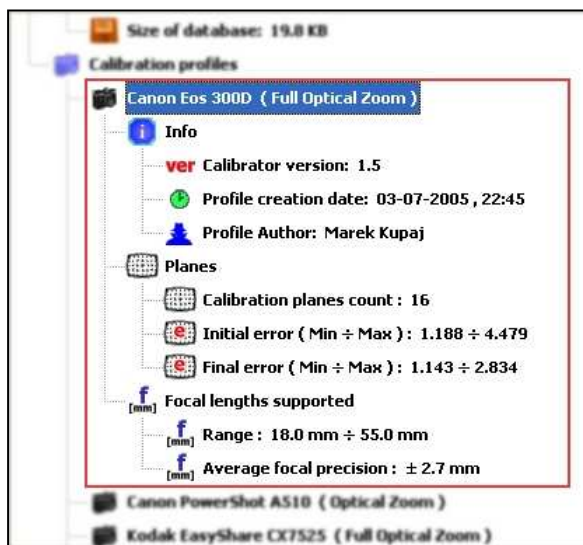 Size of database: 19.8 KB
Calibration profiles
Canon Eos 300D ( Full Optical Zoom )
i Info
ver Calibrator version: 1.5
Profile creation date: 03-07-2005 , 22:45
Profile Author: Marek Kupaj
Planes
Calibration planes count : 16
e Initial error ( Min ÷ Max ) : 1.188 ÷ 4.479
e Final error ( Min ÷ Max ) : 1.143 ÷ 2.834
f [mm] Focal lengths supported
f [mm] Range : 18.0 mm ÷ 55.0 mm
f [mm] Average focal precision : ± 2.7 mm
Canon PowerShot A510 ( Optical Zoom )
Kodak EasyShare CX7525 ( Full Optical Zoom )